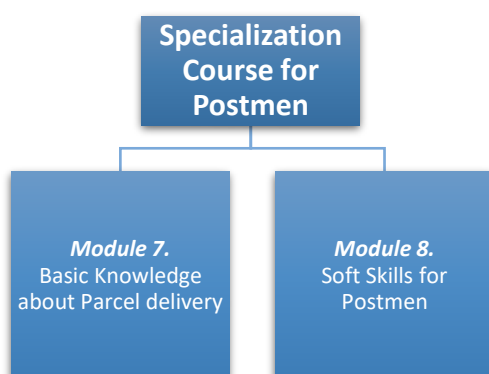 Specialization
Course for
Postmen
Module 7.
Basic Knowledge
about Parcel delivery
Module 8.
Soft Skills for
Postmen